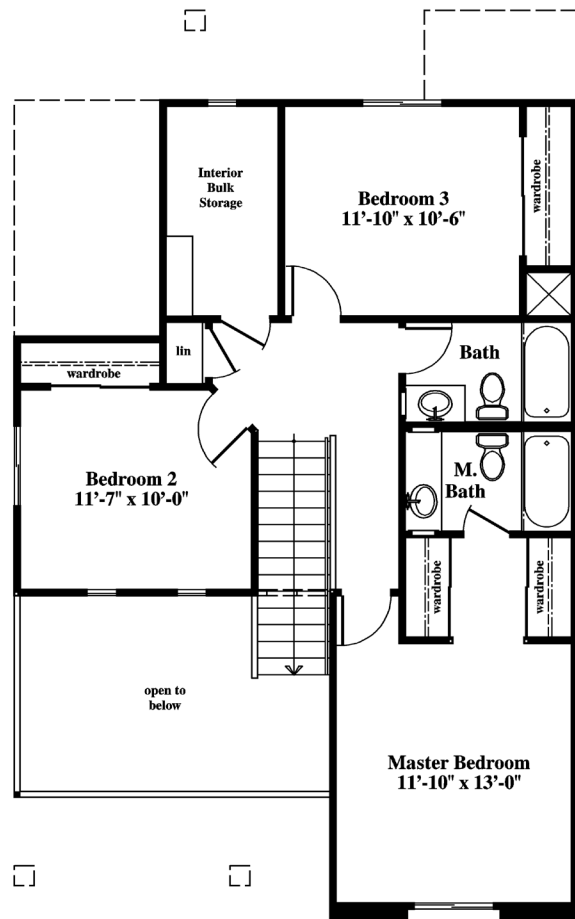 Interior
Bulk
Storage
Bedroom 3
11'-10" x 10'-6"
wardrobe
lin
Bath
wardrobe
Bedroom 2
11'-7" x 10'-0"
M.
Bath
wardrobe
wardrobe
open to
below
Master Bedroom
11'-10" x 13'-0"